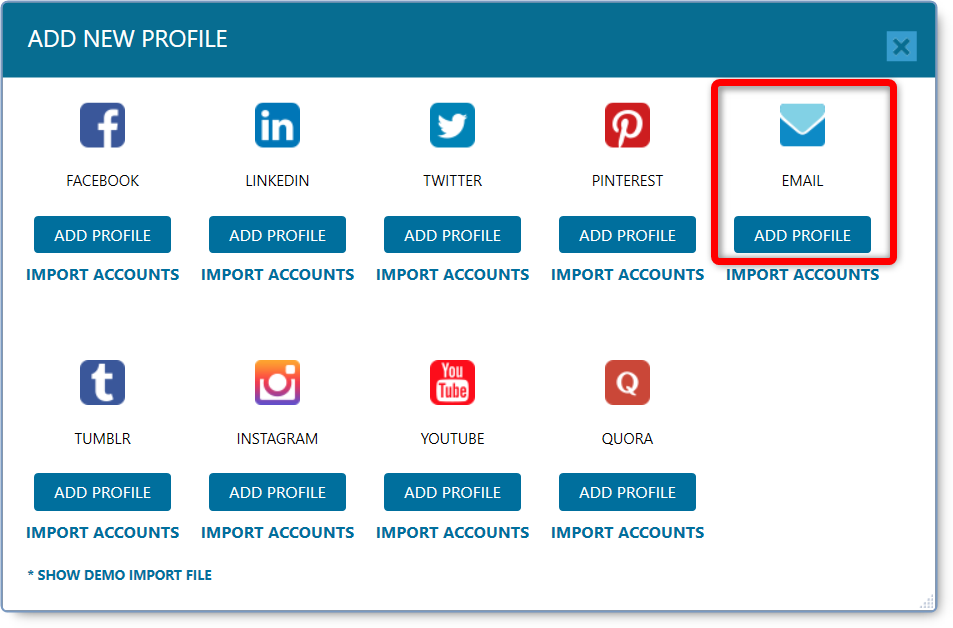 ADD NEW PROFILE
FACEBOOK LINKEDIN TWITTER PINTEREST EMAIL
ADD PROFILE ADD PROFILE ADD PROFILE ADD PROFILE ADD PROFILE
IMPORT ACCOUNTS IMPORT ACCOUNTS IMPORT ACCOUNTS IMPORT ACCOUNTS IMPORT ACCOUNTS
You
Tube
TUMBLR INSTAGRAM YOUTUBE QUORA
ADD PROFILE ADD PROFILE ADD PROFILE ADD PROFILE
IMPORT ACCOUNTS IMPORT ACCOUNTS IMPORT ACCOUNTS IMPORT ACCOUNTS
* SHOW DEMO IMPORT FILE